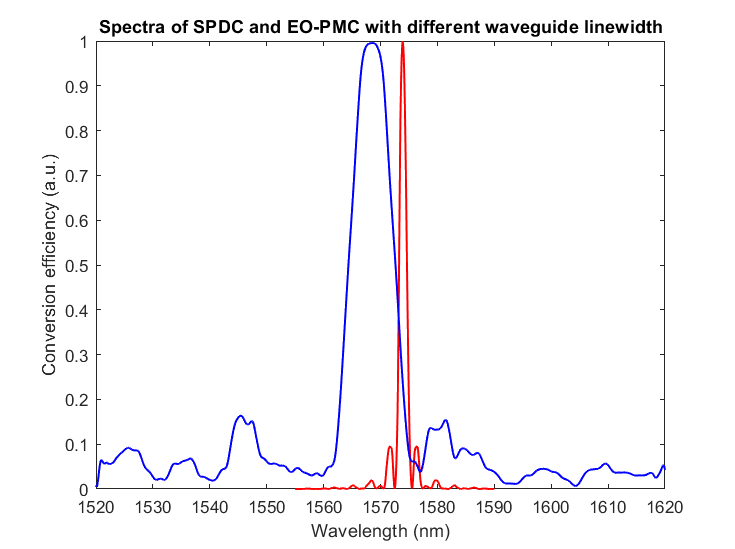 Spectra of SPDC and EO-PMC with different waveguide linewidth
1
0.9
0.8
0.7
0.6
0.5
0.4
0.3
0.2
0.1
0
Conversion efficiency (a.u.)
1520 1530 1540 1550 1560 1570 1580 1590 1600 1610 1620
Wavelength (nm)